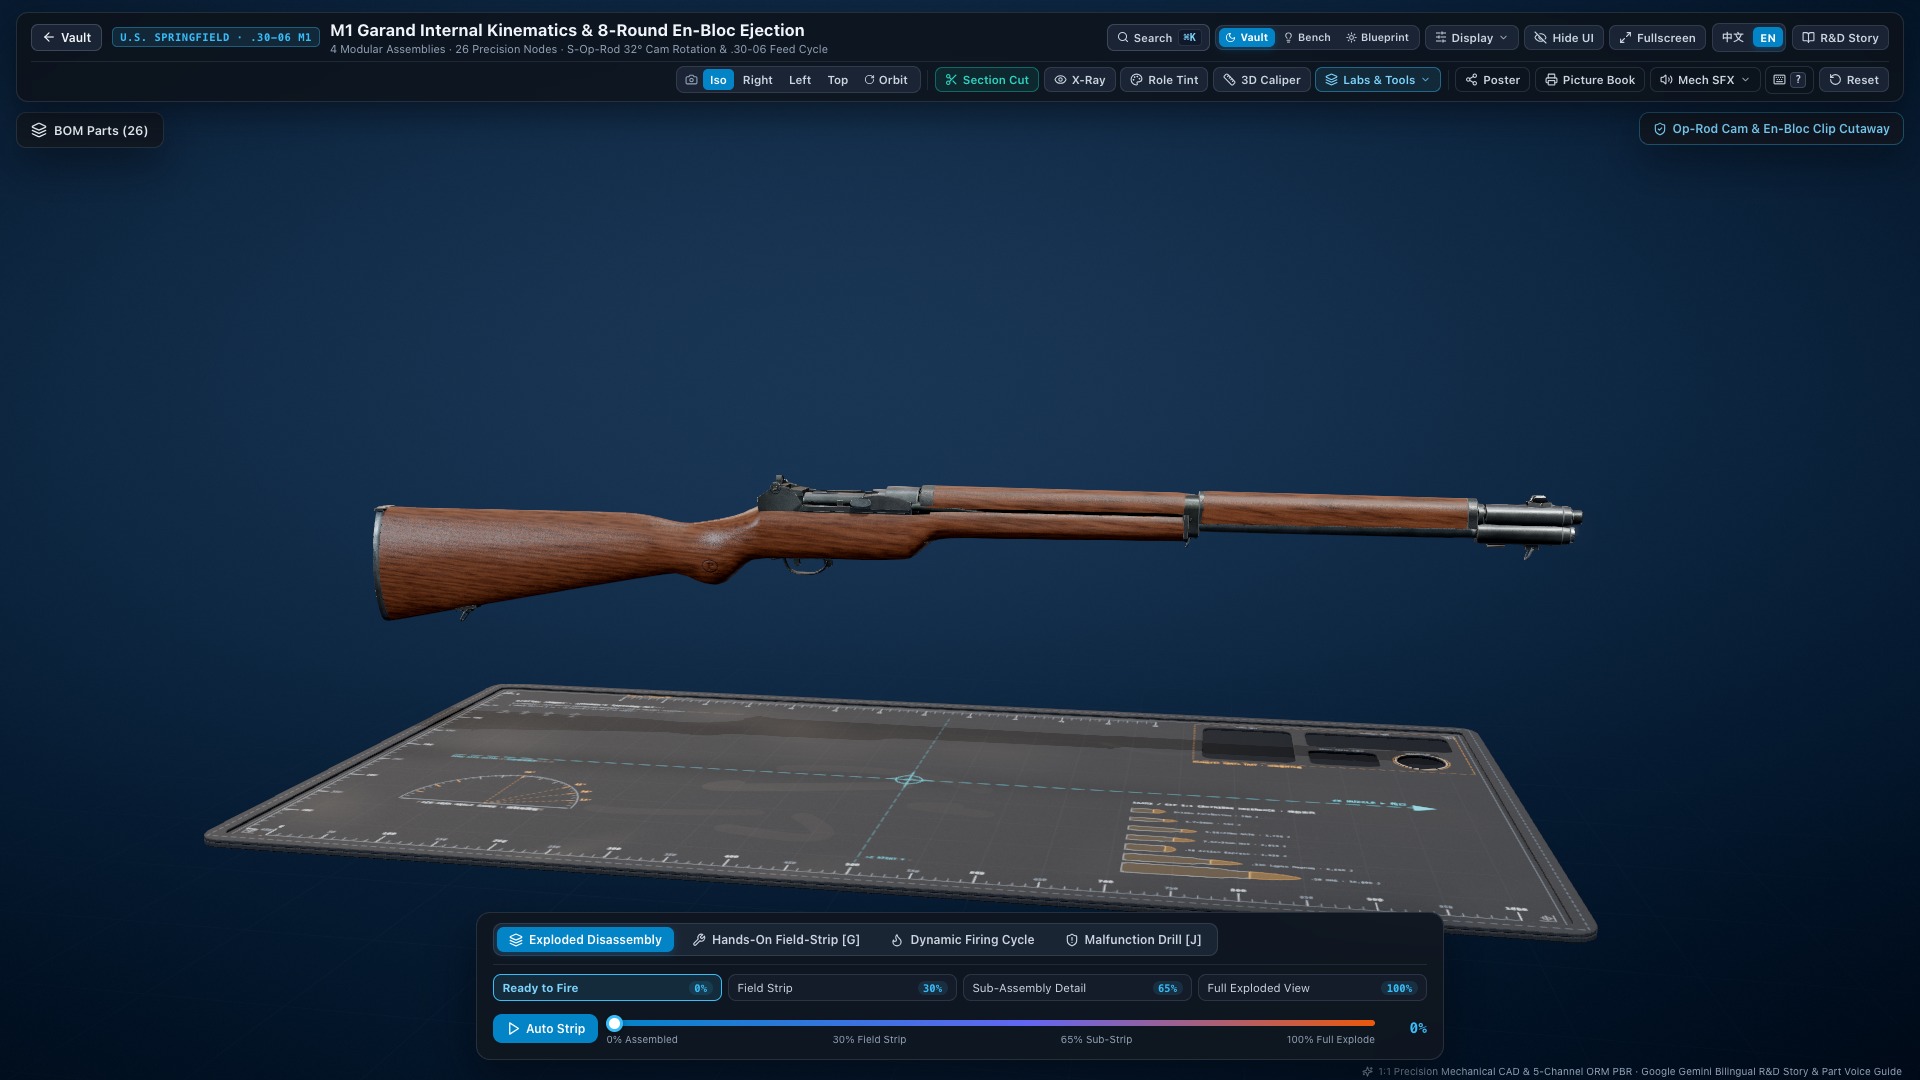 Vault
U.S. SPRINGFIELD · .30-06 M1
M1 Garand Internal Kinematics & 8-Round En-Bloc Ejection
4 Modular Assemblies · 26 Precision Nodes · S-Op-Rod 32° Cam Rotation & .30-06 Feed Cycle
Search ⌘K
Vault Bench Blueprint
Display
Hide UI
Fullscreen
中文 EN
R&D Story
Iso Right Left Top Orbit
Section Cut
X-Ray
Role Tint
3D Caliper
Labs & Tools
Poster
Picture Book
Mech SFX
?
Reset
BOM Parts (26)
Op-Rod Cam & En-Bloc Clip Cutaway
Exploded Disassembly
Hands-On Field-Strip [G]
Dynamic Firing Cycle
Malfunction Drill [J]
Ready to Fire 0%
Field Strip 30%
Sub-Assembly Detail 65%
Full Exploded View 100%
Auto Strip
0%
0% Assembled
30% Field Strip
65% Sub-Strip
100% Full Explode
1:1 Precision Mechanical CAD & 5-Channel ORM PBR · Google Gemini Bilingual R&D Story & Part Voice Guide